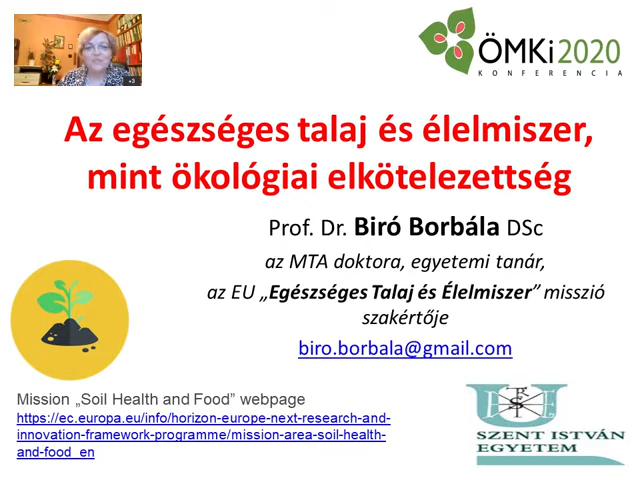 +3
ÖMKi2020
KONFERENCIA
Az egészséges talaj és élelmiszer,
mint ökológiai elkötelezettség
Prof. Dr. Biró Borbála DSc
az MTA doktora, egyetemi tanár,
az EU „Egészséges Talaj és Élelmiszer” misszió
szakértője
biro.borbala@gmail.com
Mission „Soil Health and Food” webpage
https://ec.europa.eu/info/horizon-europe-next-research-and-
innovation-framework-programme/mission-area-soil-health-
and-food_en
SZENT ISTVÁN
EGYETEM